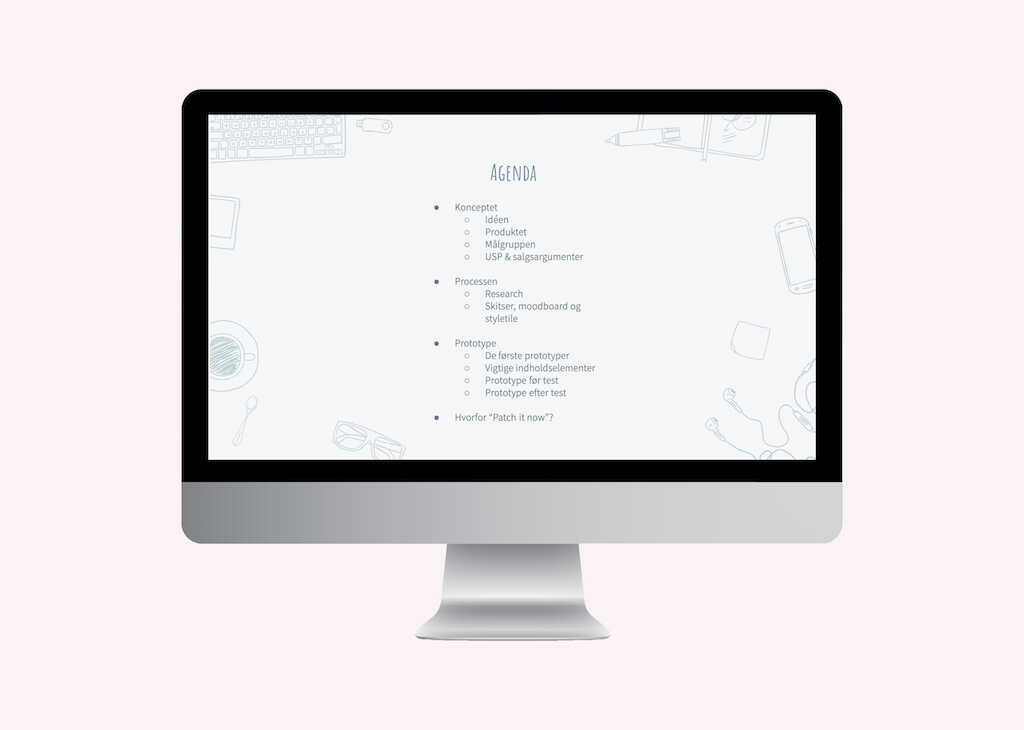 Agenda
● Konceptet
○ Idéen
○ Produktet
○ Målgruppen
○ USP & salgsargumenter
● Processen
○ Research
○ Skitser, moodboard og
styletile
● Prototype
○ De første prototyper
○ Vigtige indholdselementer
○ Prototype før test
○ Prototype efter test
● Hvorfor “Patch it now”?